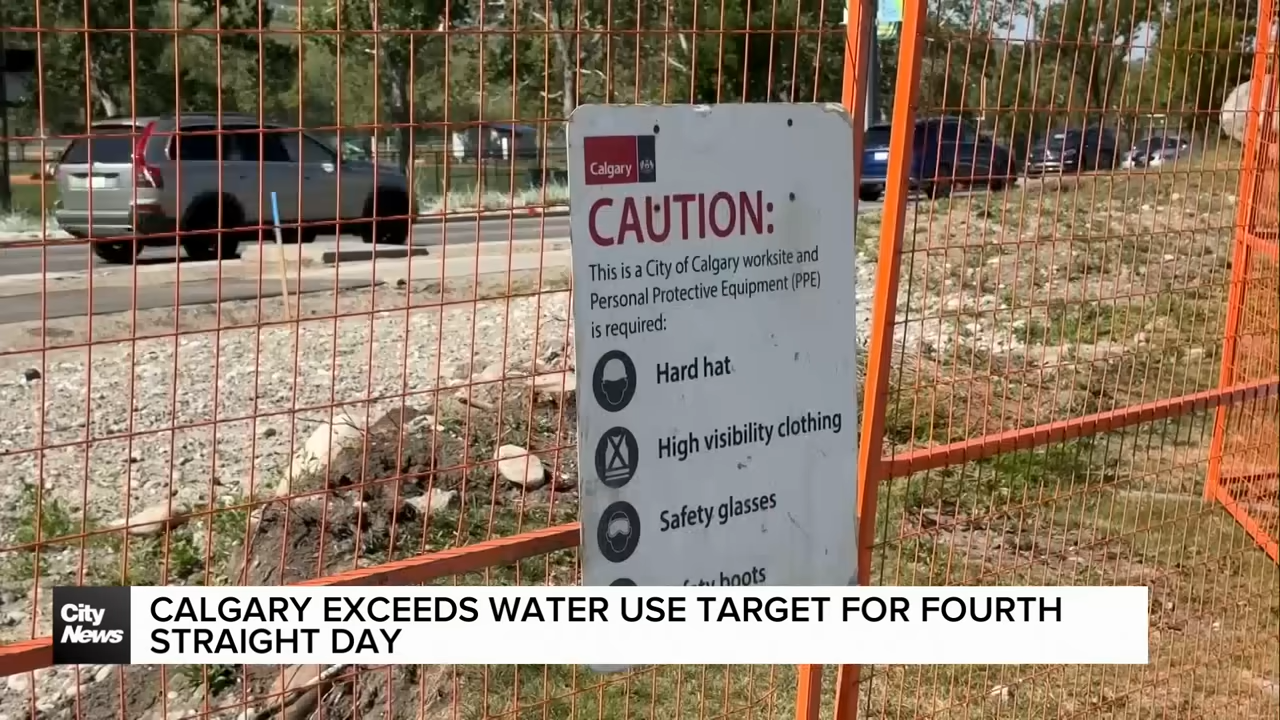 Calgary
CAUTION:
This is a City of Calgary worksite and
Personal Protective Equipment (PPE)
is required:
Hard hat
High visibility clothing
Safety glasses
boots
City
News
CALGARY EXCEEDS WATER USE TARGET FOR FOURTH
STRAIGHT DAY